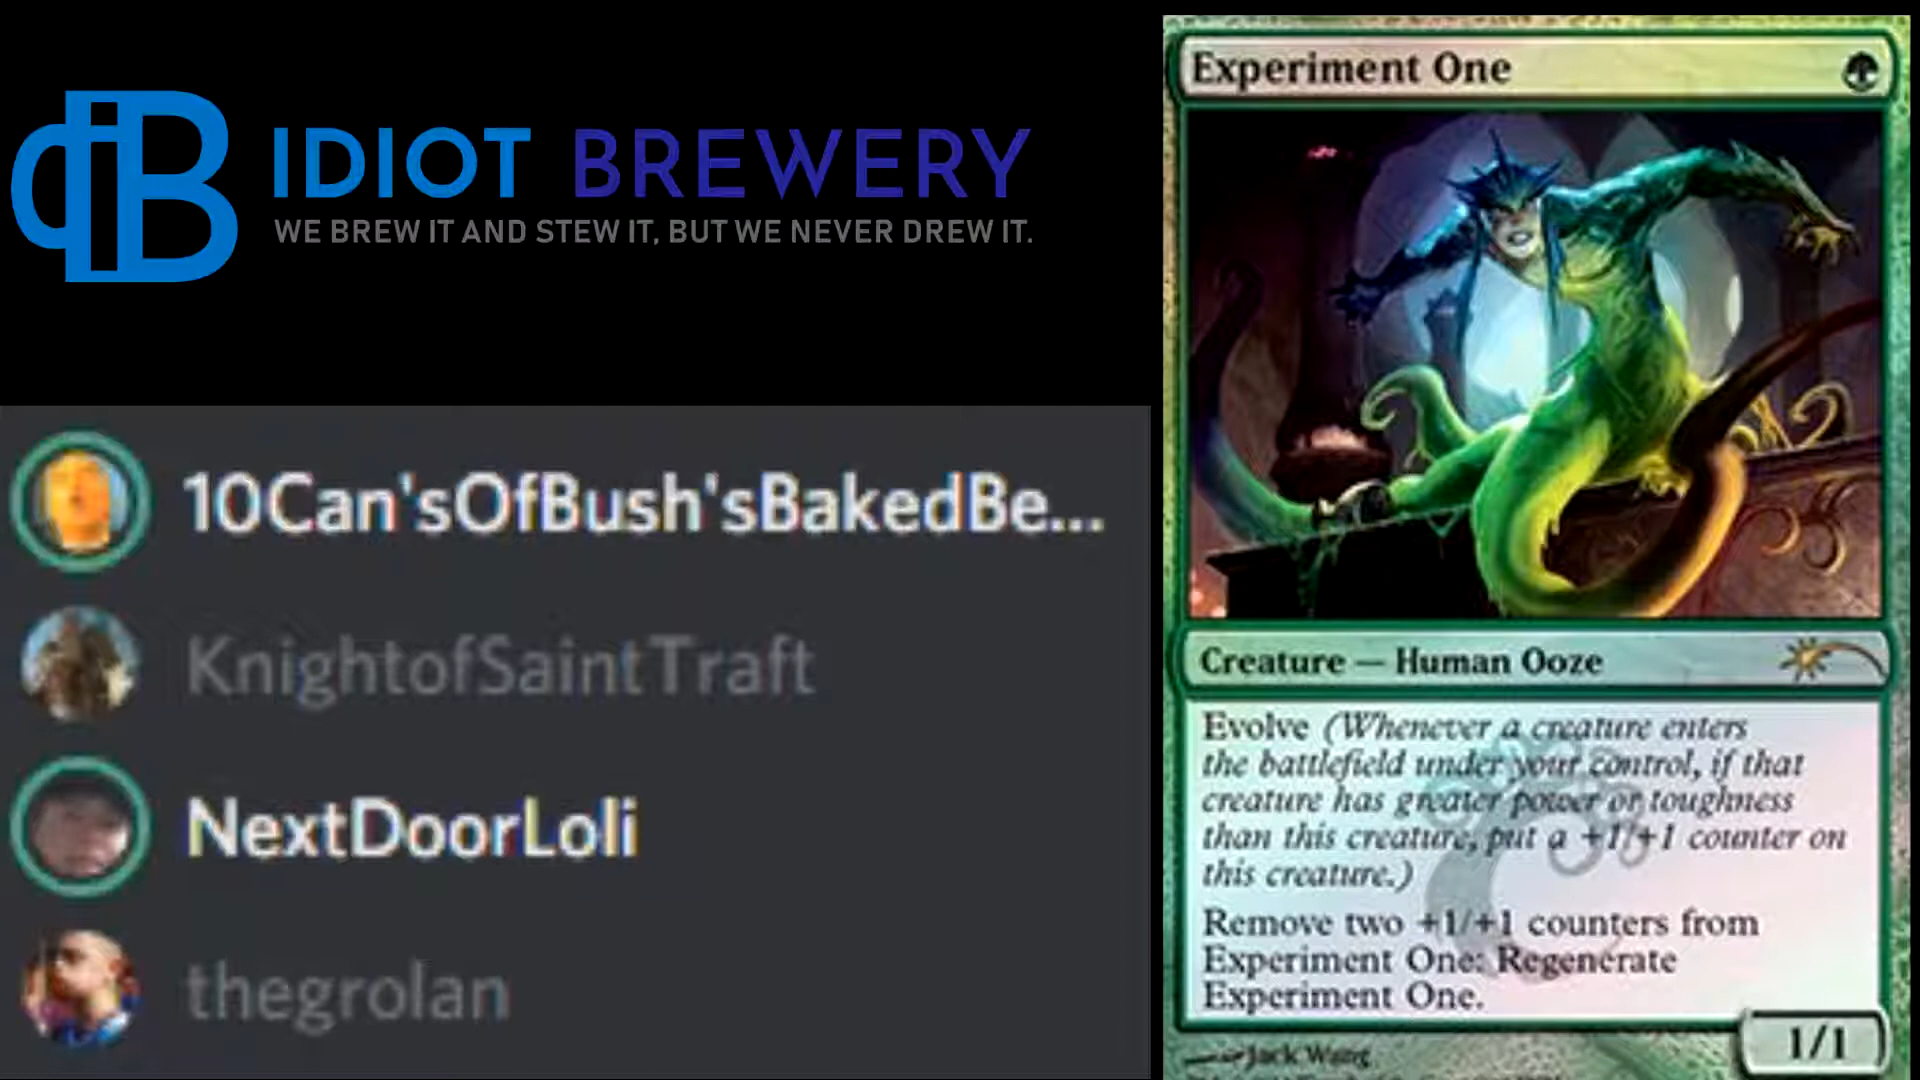 IDIOT BREWERY
WE BREW IT AND STEW IT, BUT WE NEVER DREW IT.
10Can'sOfBush'sBakedBe...
KnightofSaintTraft
NextDoorLoli
thegrolan
Experiment One
Creature — Human Ooze
Evolve (Whenever a creature enters
the battlefield under your control, if that
creature has greater power or toughness
than this creature, put a +1/+1 counter on
this creature.)
Remove two +1/+1 counters from
Experiment One: Regenerate
Experiment One.
1/1
Jack Wang